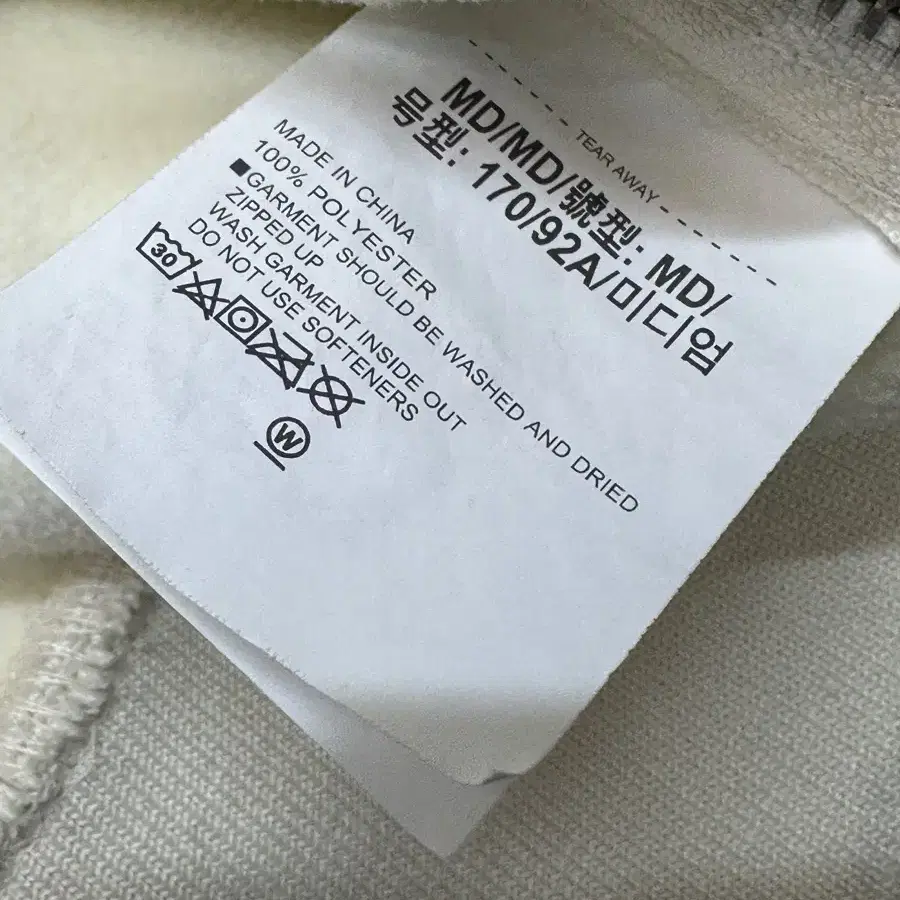 TEAR AWAY
MD/MD/號型: MD/
号型: 170/92A/미디엄
MADE IN CHINA
100% POLYESTER
■GARMENT SHOULD BE WASHED AND DRIED
ZIPPED UP
WASH GARMENT INSIDE OUT
DO NOT USE SOFTENERS
30
W